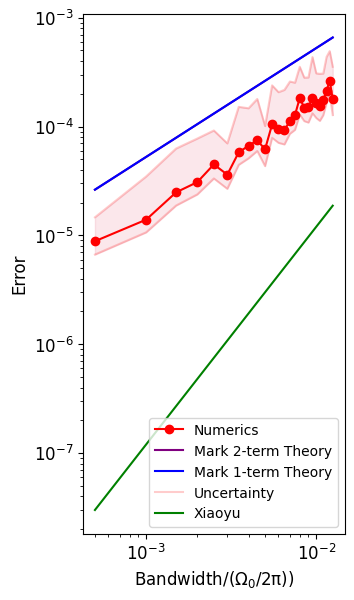 10⁻³
10⁻⁴
10⁻⁵
10⁻⁶
10⁻⁷
Error
Numerics
Mark 2-term Theory
Mark 1-term Theory
Uncertainty
Xiaoyu
10⁻³ 10⁻²
Bandwidth/(Ω₀/2π))